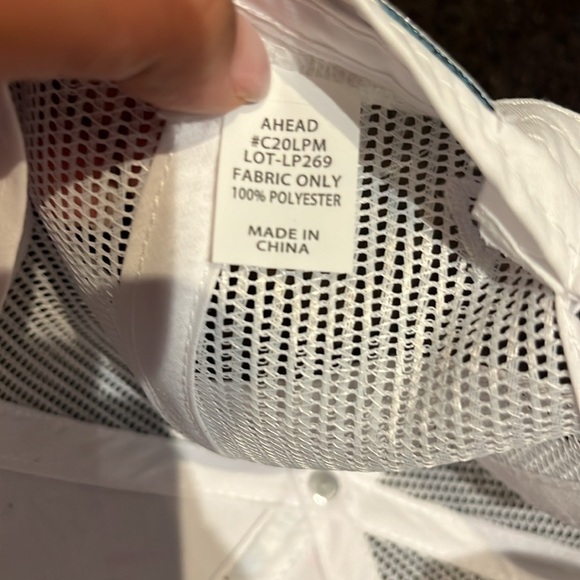 AHEAD
#C20LPM
LOT-LP269
FABRIC ONLY
100% POLYESTER
MADE IN
CHINA